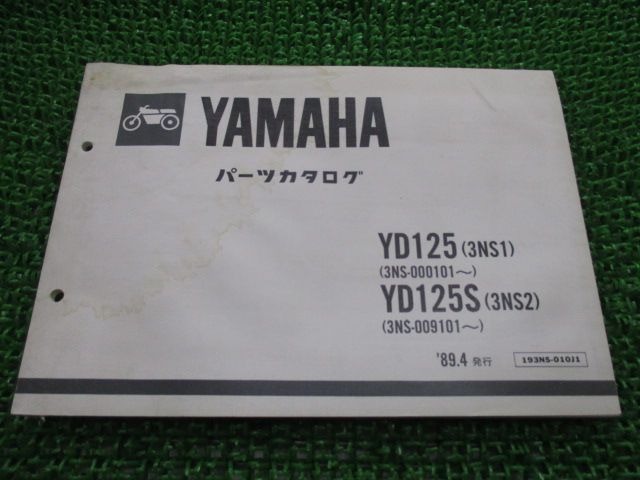 YAMAHA
パーツカタログ
YD125 (3NS1)
(3NS-000101～)
YD125S (3NS2)
(3NS-009101～)
'89.4 発行
193NS-010J1